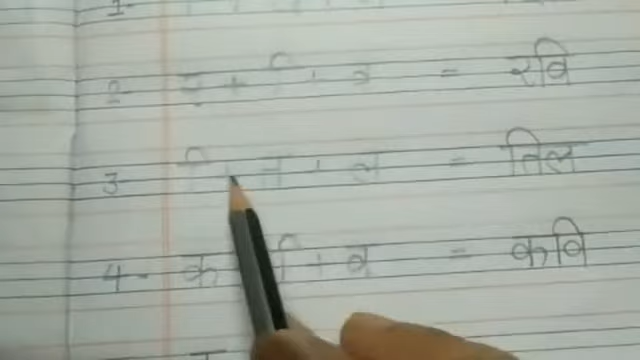 1-
2- र + ि + व = रवि
3- ि + त + ल = तिल
4- क + ि + व = कवि